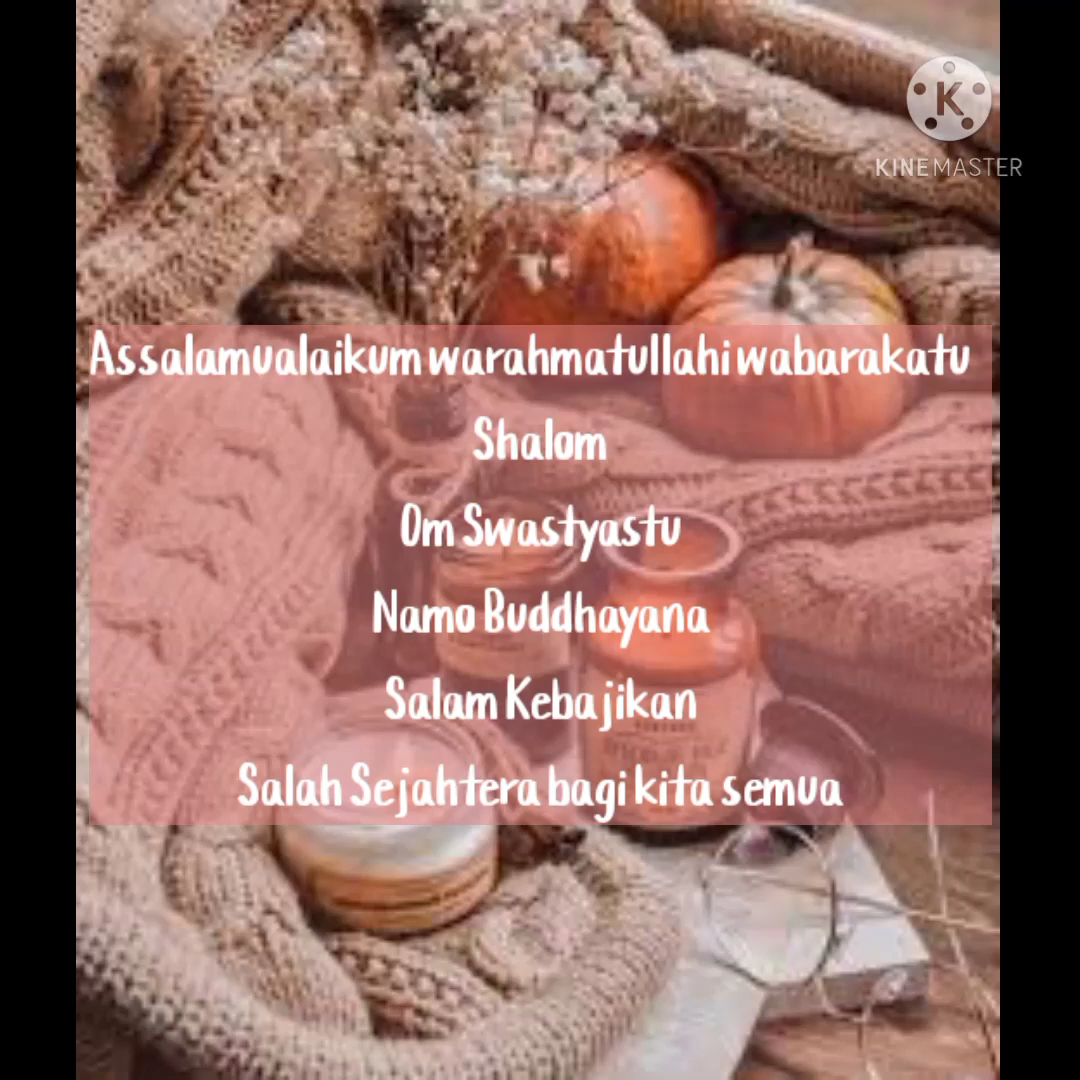 KINEMASTER
Assalamualaikum warahmatullahi wabarakatu
Shalom
Om Swastyastu
Namo Buddhayana
Salam Kebajikan
Salah Sejahtera bagi kita semua